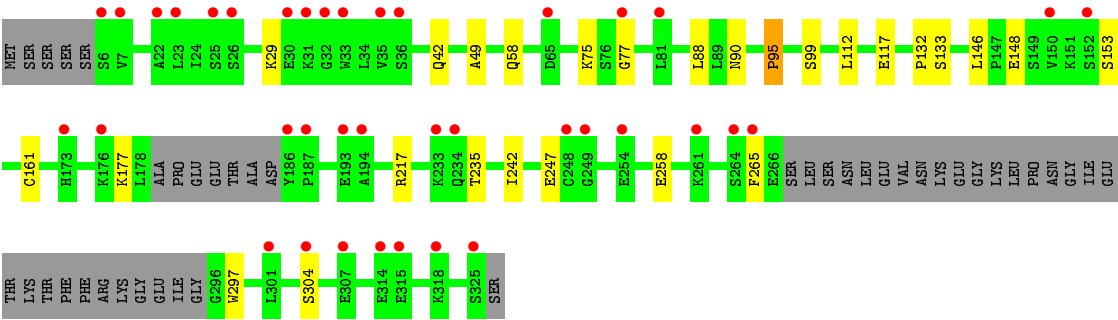 MET SER SER SER SER S6 V7 A22 L23 I24 S25 S26 K29 E30 K31 G32 W33 L34 V35 S36 Q42 A49 Q58 D65 K75 S76 G77 L81 L88 L89 N90 P95 S99 L112 E117 P132 S133 L146 P147 E148 S149 V150 K151 S152 S153
C161 H173 K176 K177 L178 ALA PRO GLU GLU THR ALA ASP Y186 P187 E193 A194 R217 K233 Q234 T235 I242 E247 C248 G249 E254 E258 K261 S264 F265 E266 SER LEU SER ASN LEU GLU VAL ASN LYS GLU GLY LYS LEU PRO ASN GLY ILE GLU
THR LYS THR PHE PHE ARG LYS GLY GLU ILE GLY G296 W297 L301 S304 E307 E314 E315 K318 S325 SER